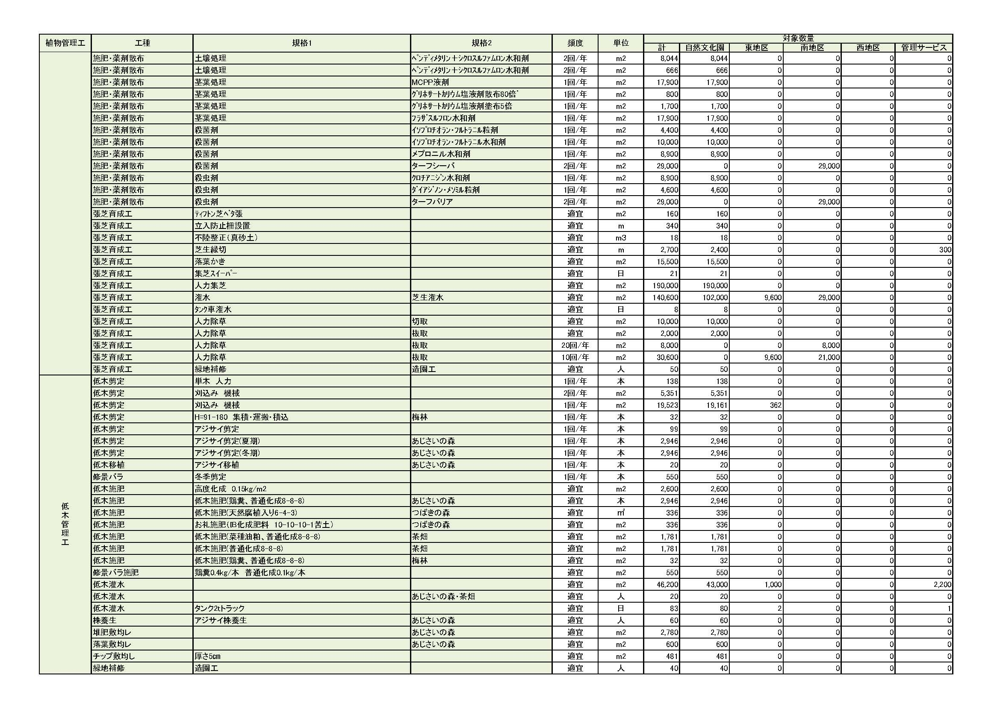 植物管理工 工種 規格1 規格2 頻度 単位 対象数量
計 自然文化園 東地区 南地区 西地区 管理サービス
施肥・薬剤散布 土壌処理 ﾍﾟﾝﾃﾞｨﾒﾀﾘﾝ＋ｼｸﾛｽﾙﾌｧﾑﾛﾝ水和剤 2回/年 m2 8,044 8,044 0 0 0 0
施肥・薬剤散布 土壌処理 ﾍﾟﾝﾃﾞｨﾒﾀﾘﾝ＋ｼｸﾛｽﾙﾌｧﾑﾛﾝ水和剤 2回/年 m2 666 666 0 0 0 0
施肥・薬剤散布 茎葉処理 MCPP液剤 1回/年 m2 17,900 17,900 0 0 0 0
施肥・薬剤散布 茎葉処理 ｸﾞﾘﾎｻｰﾄｶﾘｳﾑ塩液剤散布80倍ﾞ 1回/年 m2 800 800 0 0 0 0
施肥・薬剤散布 茎葉処理 ｸﾞﾘﾎｻｰﾄｶﾘｳﾑ塩液剤塗布5倍 1回/年 m2 1,700 1,700 0 0 0 0
施肥・薬剤散布 茎葉処理 ﾌﾗｻﾞｽﾙﾌﾛﾝ水和剤 1回/年 m2 17,900 17,900 0 0 0 0
施肥・薬剤散布 殺菌剤 ｲｿﾌﾟﾛﾁｵﾗﾝ・ﾌﾙﾄﾗﾆﾙ粒剤 1回/年 m2 4,400 4,400 0 0 0 0
施肥・薬剤散布 殺菌剤 ｲｿﾌﾟﾛﾁｵﾗﾝ・ﾌﾙﾄﾗﾆﾙ水和剤 1回/年 m2 10,000 10,000 0 0 0 0
施肥・薬剤散布 殺菌剤 メプロニル水和剤 1回/年 m2 8,900 8,900 0 0 0 0
施肥・薬剤散布 殺菌剤 ターフシーバ 2回/年 m2 29,000 0 0 29,000 0 0
施肥・薬剤散布 殺虫剤 ｸﾛﾁｱﾆｼﾞﾝ水和剤 1回/年 m2 8,900 8,900 0 0 0 0
施肥・薬剤散布 殺虫剤 ﾀﾞｲｱｼﾞﾉﾝ・ﾒｿﾐﾙ粒剤 1回/年 m2 4,600 4,600 0 0 0 0
施肥・薬剤散布 殺虫剤 ターフバリア 2回/年 m2 29,000 0 0 29,000 0 0
張芝育成工 ﾃｨﾌﾄﾝ芝ﾍﾞﾀ張 適宜 m2 160 160 0 0 0 0
張芝育成工 立入防止柵設置 適宜 m 340 340 0 0 0 0
張芝育成工 不陸整正（真砂土） 適宜 m3 18 18 0 0 0 0
張芝育成工 芝生縁切 適宜 m 2,700 2,400 0 0 0 300
張芝育成工 落葉かき 適宜 m2 15,500 15,500 0 0 0 0
張芝育成工 集芝ｽｲｰﾊﾟｰ 適宜 日 21 21 0 0 0 0
張芝育成工 人力集芝 適宜 m2 190,000 190,000 0 0 0 0
張芝育成工 潅水 芝生潅水 適宜 m2 140,600 102,000 9,600 29,000 0 0
張芝育成工 ﾀﾝｸ車潅水 適宜 日 8 8 0 0 0 0
張芝育成工 人力除草 切取 適宜 m2 10,000 10,000 0 0 0 0
張芝育成工 人力除草 抜取 適宜 m2 2,000 2,000 0 0 0 0
張芝育成工 人力除草 抜取 20回/年 m2 8,000 0 0 8,000 0 0
張芝育成工 人力除草 抜取 10回/年 m2 30,600 0 9,600 21,000 0 0
張芝育成工 緑地補修 造園工 適宜 人 50 50 0 0 0 0
低木管理工
低木剪定 単木　人力 1回/年 本 138 138 0 0 0 0
低木剪定 刈込み　機械 2回/年 m2 5,351 5,351 0 0 0 0
低木剪定 刈込み　機械 1回/年 m2 19,523 19,161 362 0 0 0
低木剪定 H=91-180　集積・運搬・積込 梅林 1回/年 本 32 32 0 0 0 0
低木剪定 アジサイ剪定 1回/年 本 99 99 0 0 0 0
低木剪定 アジサイ剪定(夏期) あじさいの森 1回/年 本 2,946 2,946 0 0 0 0
低木剪定 アジサイ剪定(冬期) あじさいの森 1回/年 本 2,946 2,946 0 0 0 0
低木移植 アジサイ移植 あじさいの森 1回/年 本 20 20 0 0 0 0
修景バラ 冬季剪定 1回/年 本 550 550 0 0 0 0
低木施肥 高度化成　0.15kg/m2 適宜 m2 2,600 2,600 0 0 0 0
低木施肥 低木施肥(鶏糞、普通化成8-8-8) あじさいの森 適宜 本 2,946 2,946 0 0 0 0
低木施肥 低木施肥(天然腐植入り6-4-3) つばきの森 適宜 ㎡ 336 336 0 0 0 0
低木施肥 お礼施肥（IB化成肥料　10-10-10-1苦土） つばきの森 適宜 m2 336 336 0 0 0 0
低木施肥 低木施肥(菜種油粕、普通化成8-8-8) 茶畑 適宜 m2 1,781 1,781 0 0 0 0
低木施肥 低木施肥(普通化成8-8-8) 茶畑 適宜 m2 1,781 1,781 0 0 0 0
低木施肥 低木施肥(鶏糞、普通化成8-8-8) 梅林 適宜 m2 32 32 0 0 0 0
修景バラ施肥 鶏糞0.4kg/本　普通化成0.1kg/本 適宜 m2 550 550 0 0 0 0
低木灌水 適宜 m2 46,200 43,000 1,000 0 0 2,200
低木灌水 あじさいの森・茶畑 適宜 人 20 20 0 0 0 0
低木灌水 タンク2tトラック 適宜 日 83 80 2 0 0 1
株養生 アジサイ株養生 あじさいの森 適宜 人 60 60 0 0 0 0
堆肥敷均し あじさいの森 適宜 m2 2,780 2,780 0 0 0 0
落葉敷均し あじさいの森 適宜 m2 600 600 0 0 0 0
チップ敷均し 厚さ5㎝ 適宜 m2 481 481 0 0 0 0
緑地補修 造園工 適宜 人 40 40 0 0 0 0